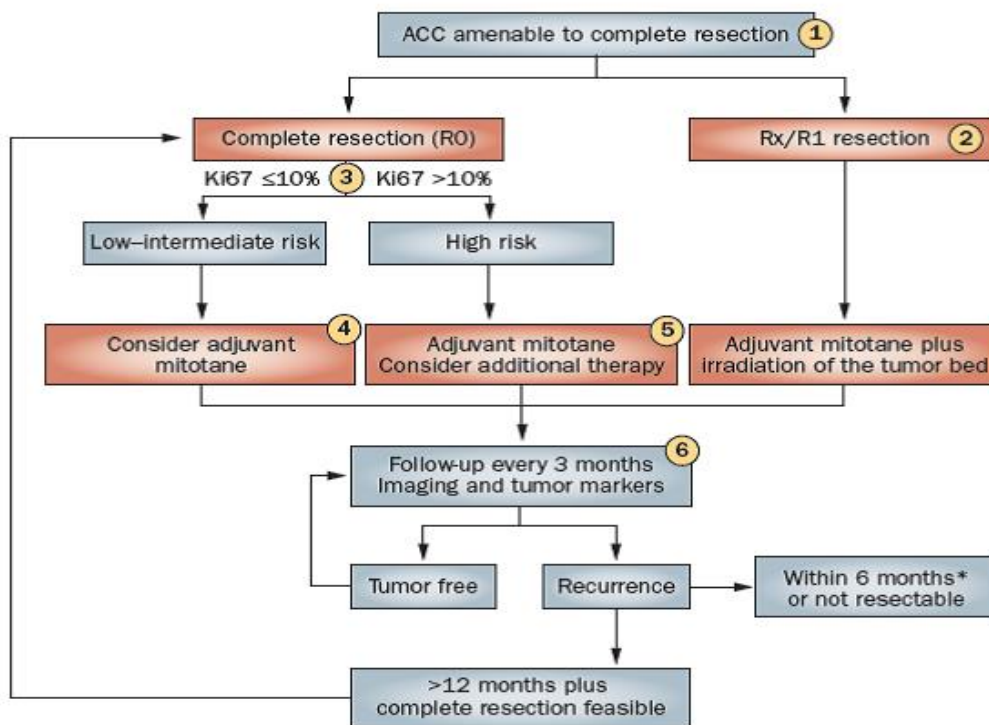 ACC amenable to complete resection 1
Complete resection (R0)
Rx/R1 resection 2
Ki67 ≤10% 3 Ki67 >10%
Low–intermediate risk
High risk
4
Consider adjuvant
mitotane
5
Adjuvant mitotane
Consider additional therapy
Adjuvant mitotane plus
irradiation of the tumor bed
6
Follow-up every 3 months
Imaging and tumor markers
Tumor free
Recurrence
Within 6 months*
or not resectable
>12 months plus
complete resection feasible